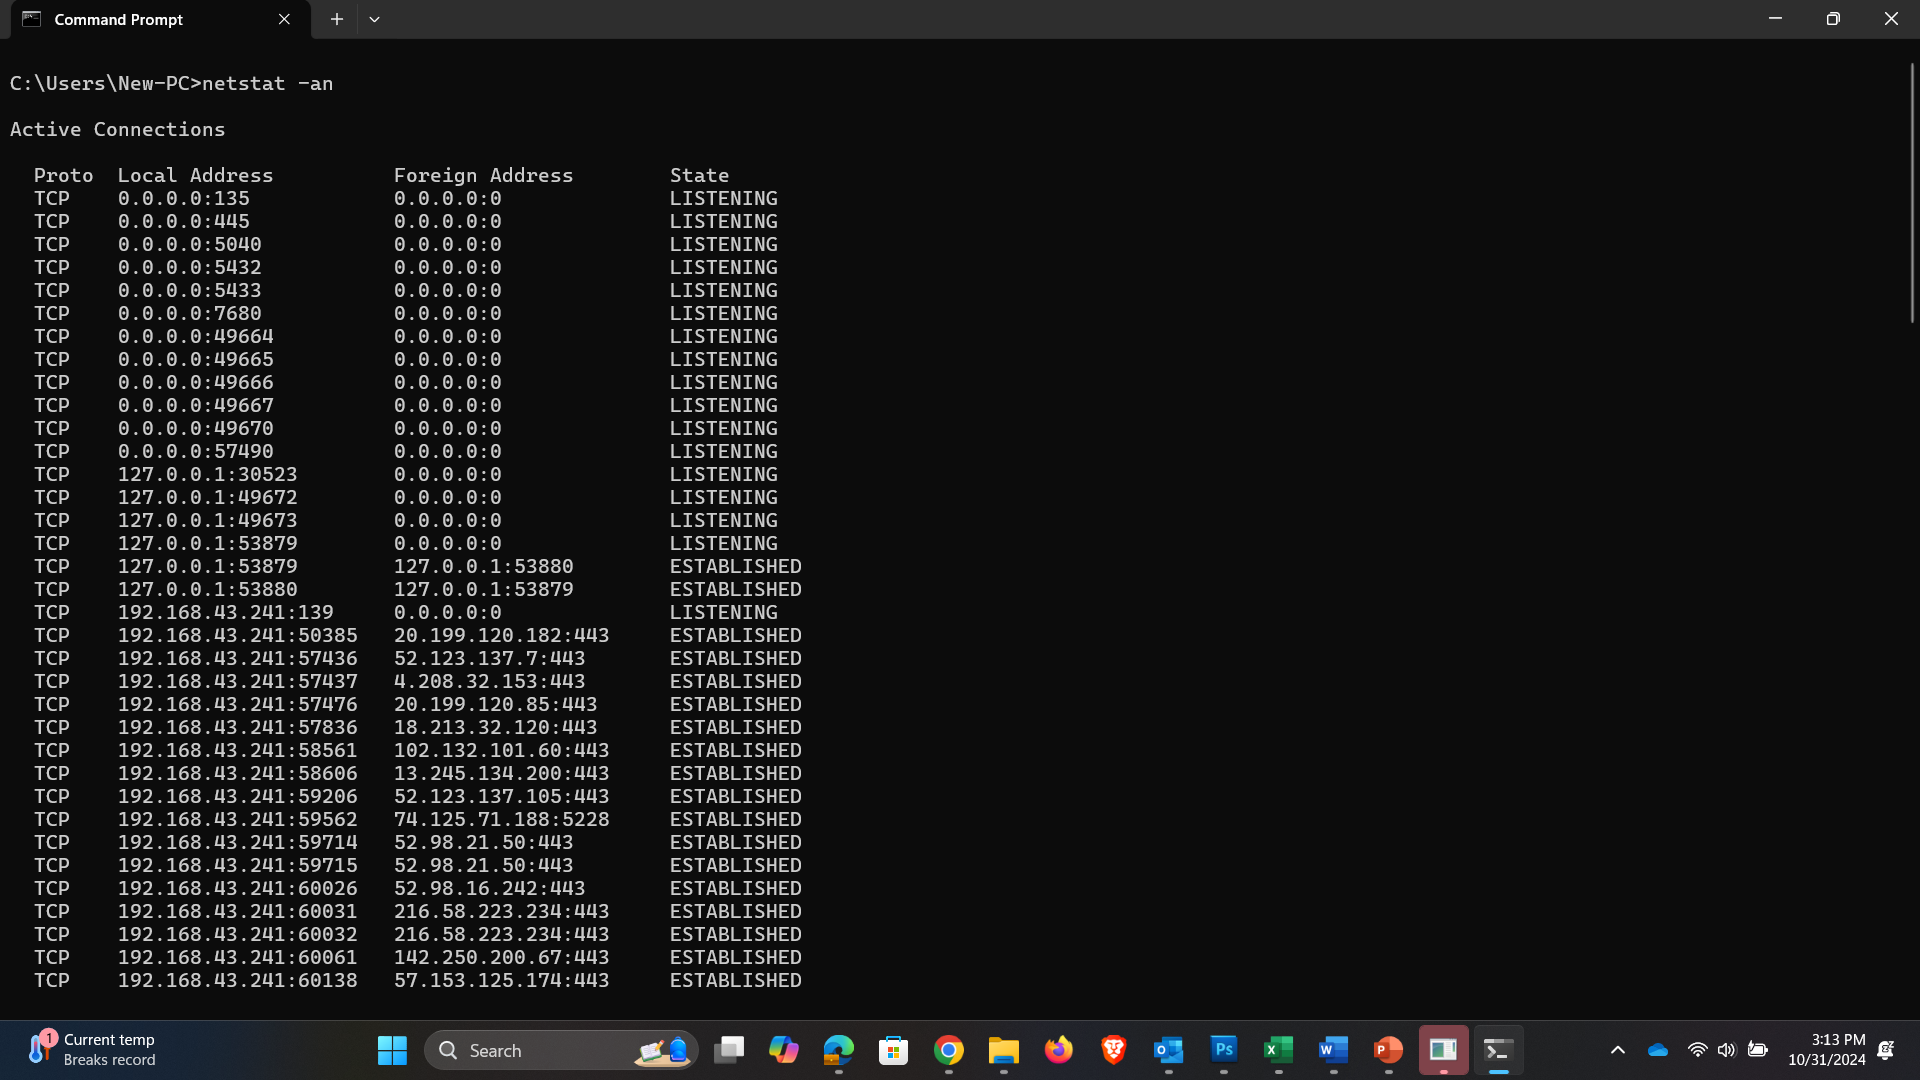 Command Prompt
C:\Users\New-PC>netstat -an
Active Connections
Proto  Local Address          Foreign Address        State
TCP    0.0.0.0:135            0.0.0.0:0              LISTENING
TCP    0.0.0.0:445            0.0.0.0:0              LISTENING
TCP    0.0.0.0:5040           0.0.0.0:0              LISTENING
TCP    0.0.0.0:5432           0.0.0.0:0              LISTENING
TCP    0.0.0.0:5433           0.0.0.0:0              LISTENING
TCP    0.0.0.0:7680           0.0.0.0:0              LISTENING
TCP    0.0.0.0:49664          0.0.0.0:0              LISTENING
TCP    0.0.0.0:49665          0.0.0.0:0              LISTENING
TCP    0.0.0.0:49666          0.0.0.0:0              LISTENING
TCP    0.0.0.0:49667          0.0.0.0:0              LISTENING
TCP    0.0.0.0:49670          0.0.0.0:0              LISTENING
TCP    0.0.0.0:57490          0.0.0.0:0              LISTENING
TCP    127.0.0.1:30523        0.0.0.0:0              LISTENING
TCP    127.0.0.1:49672        0.0.0.0:0              LISTENING
TCP    127.0.0.1:49673        0.0.0.0:0              LISTENING
TCP    127.0.0.1:53879        0.0.0.0:0              LISTENING
TCP    127.0.0.1:53879        127.0.0.1:53880        ESTABLISHED
TCP    127.0.0.1:53880        127.0.0.1:53879        ESTABLISHED
TCP    192.168.43.241:139     0.0.0.0:0              LISTENING
TCP    192.168.43.241:50385   20.199.120.182:443     ESTABLISHED
TCP    192.168.43.241:57436   52.123.137.7:443       ESTABLISHED
TCP    192.168.43.241:57437   4.208.32.153:443       ESTABLISHED
TCP    192.168.43.241:57476   20.199.120.85:443      ESTABLISHED
TCP    192.168.43.241:57836   18.213.32.120:443      ESTABLISHED
TCP    192.168.43.241:58561   102.132.101.60:443     ESTABLISHED
TCP    192.168.43.241:58606   13.245.134.200:443     ESTABLISHED
TCP    192.168.43.241:59206   52.123.137.105:443     ESTABLISHED
TCP    192.168.43.241:59562   74.125.71.188:5228     ESTABLISHED
TCP    192.168.43.241:59714   52.98.21.50:443        ESTABLISHED
TCP    192.168.43.241:59715   52.98.21.50:443        ESTABLISHED
TCP    192.168.43.241:60026   52.98.16.242:443       ESTABLISHED
TCP    192.168.43.241:60031   216.58.223.234:443     ESTABLISHED
TCP    192.168.43.241:60032   216.58.223.234:443     ESTABLISHED
TCP    192.168.43.241:60061   142.250.200.67:443     ESTABLISHED
TCP    192.168.43.241:60138   57.153.125.174:443     ESTABLISHED
1
Current temp
Breaks record
Search
Ps
3:13 PM
10/31/2024